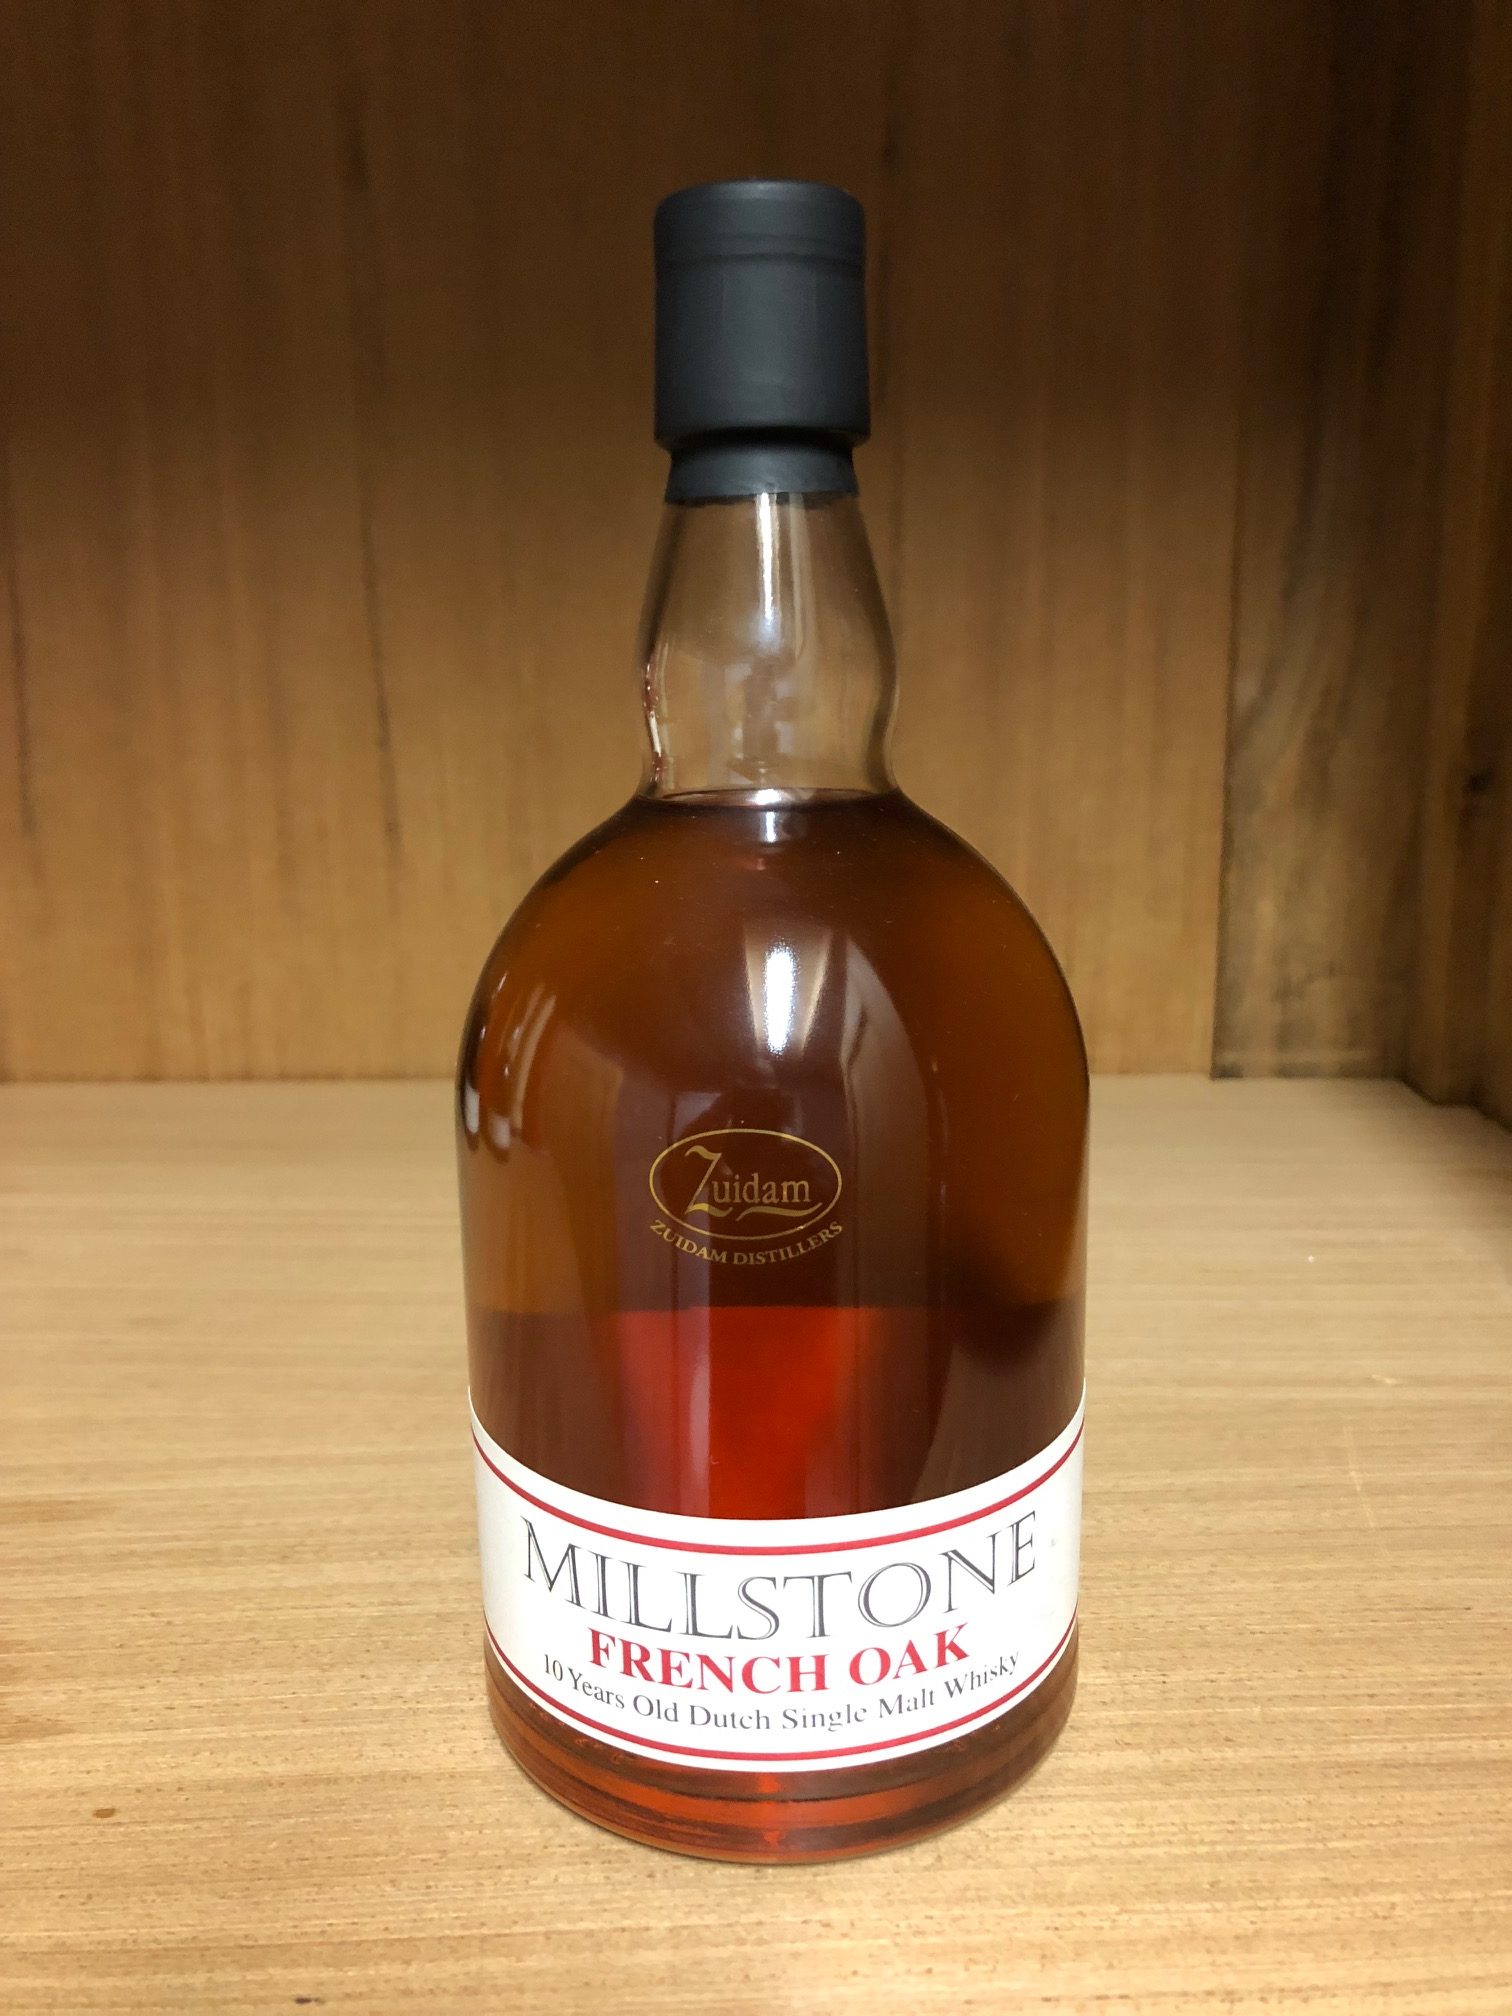 Zuidam
ZUIDAM DISTILLERS
MILLSTONE
FRENCH OAK
10 Years Old Dutch Single Malt Whisky